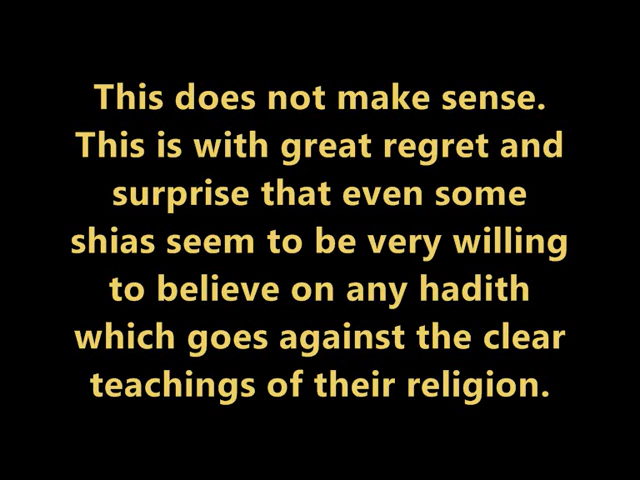 This does not make sense.
This is with great regret and
surprise that even some
shias seem to be very willing
to believe on any hadith
which goes against the clear
teachings of their religion.